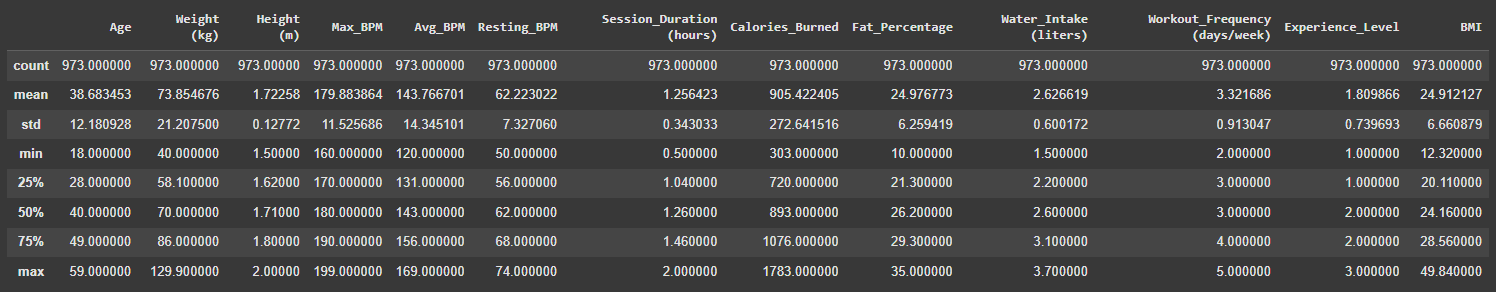 Age Weight (kg) Height (m) Max_BPM Avg_BPM Resting_BPM Session_Duration (hours) Calories_Burned Fat_Percentage Water_Intake (liters) Workout_Frequency (days/week) Experience_Level BMI
count 973.000000 973.000000 973.00000 973.000000 973.000000 973.000000 973.000000 973.000000 973.000000 973.000000 973.000000 973.000000 973.000000
mean 38.683453 73.854676 1.72258 179.883864 143.766701 62.223022 1.256423 905.422405 24.976773 2.626619 3.321686 1.809866 24.912127
std 12.180928 21.207500 0.12772 11.525686 14.345101 7.327060 0.343033 272.641516 6.259419 0.600172 0.913047 0.739693 6.660879
min 18.000000 40.000000 1.50000 160.000000 120.000000 50.000000 0.500000 303.000000 10.000000 1.500000 2.000000 1.000000 12.320000
25% 28.000000 58.100000 1.62000 170.000000 131.000000 56.000000 1.040000 720.000000 21.300000 2.200000 3.000000 1.000000 20.110000
50% 40.000000 70.000000 1.71000 180.000000 143.000000 62.000000 1.260000 893.000000 26.200000 2.600000 3.000000 2.000000 24.160000
75% 49.000000 86.000000 1.80000 190.000000 156.000000 68.000000 1.460000 1076.000000 29.300000 3.100000 4.000000 2.000000 28.560000
max 59.000000 129.900000 2.00000 199.000000 169.000000 74.000000 2.000000 1783.000000 35.000000 3.700000 5.000000 3.000000 49.840000